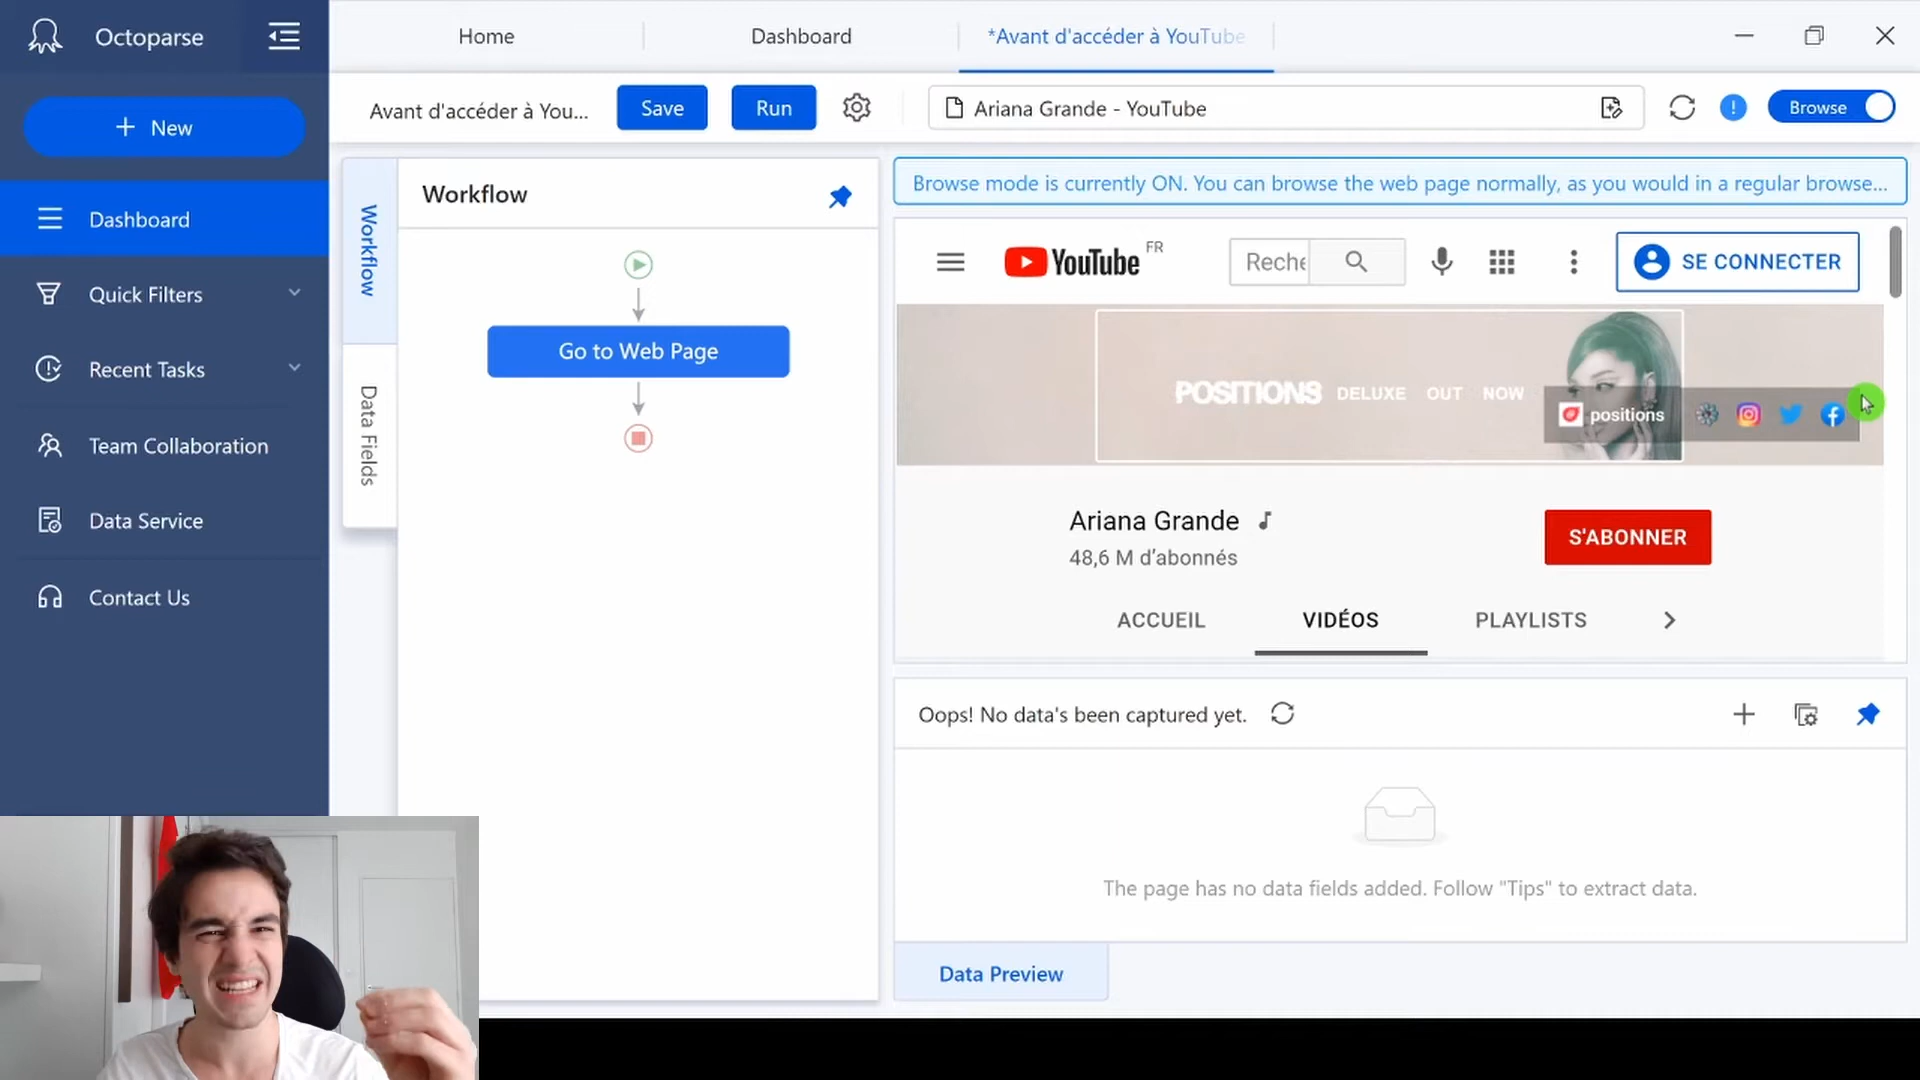 Octoparse
Home
Dashboard
*Avant d'accéder à YouTube
New
Avant d'accéder à You...
Save
Run
Ariana Grande - YouTube
Browse
Dashboard
Quick Filters
Recent Tasks
Team Collaboration
Data Service
Contact Us
Workflow
Data Fields
Workflow
Go to Web Page
Browse mode is currently ON. You can browse the web page normally, as you would in a regular browse...
YouTube FR
Reche
SE CONNECTER
POSITIONS DELUXE OUT NOW
positions
Ariana Grande
48,6 M d'abonnés
S'ABONNER
ACCUEIL
VIDÉOS
PLAYLISTS
Oops! No data's been captured yet.
The page has no data fields added. Follow "Tips" to extract data.
Data Preview